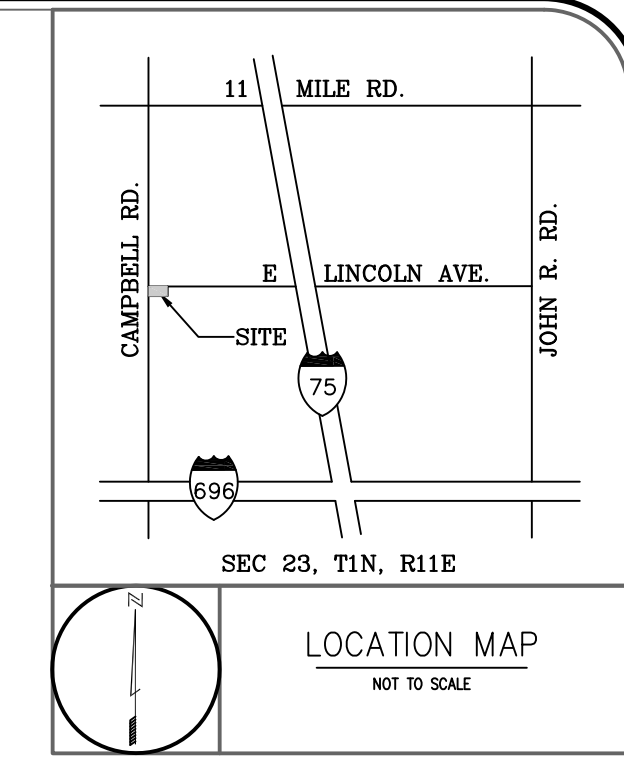 11 MILE RD.
CAMPBELL RD.
JOHN R. RD.
E LINCOLN AVE.
SITE
75
696
SEC 23, T1N, R11E
N
LOCATION MAP
NOT TO SCALE